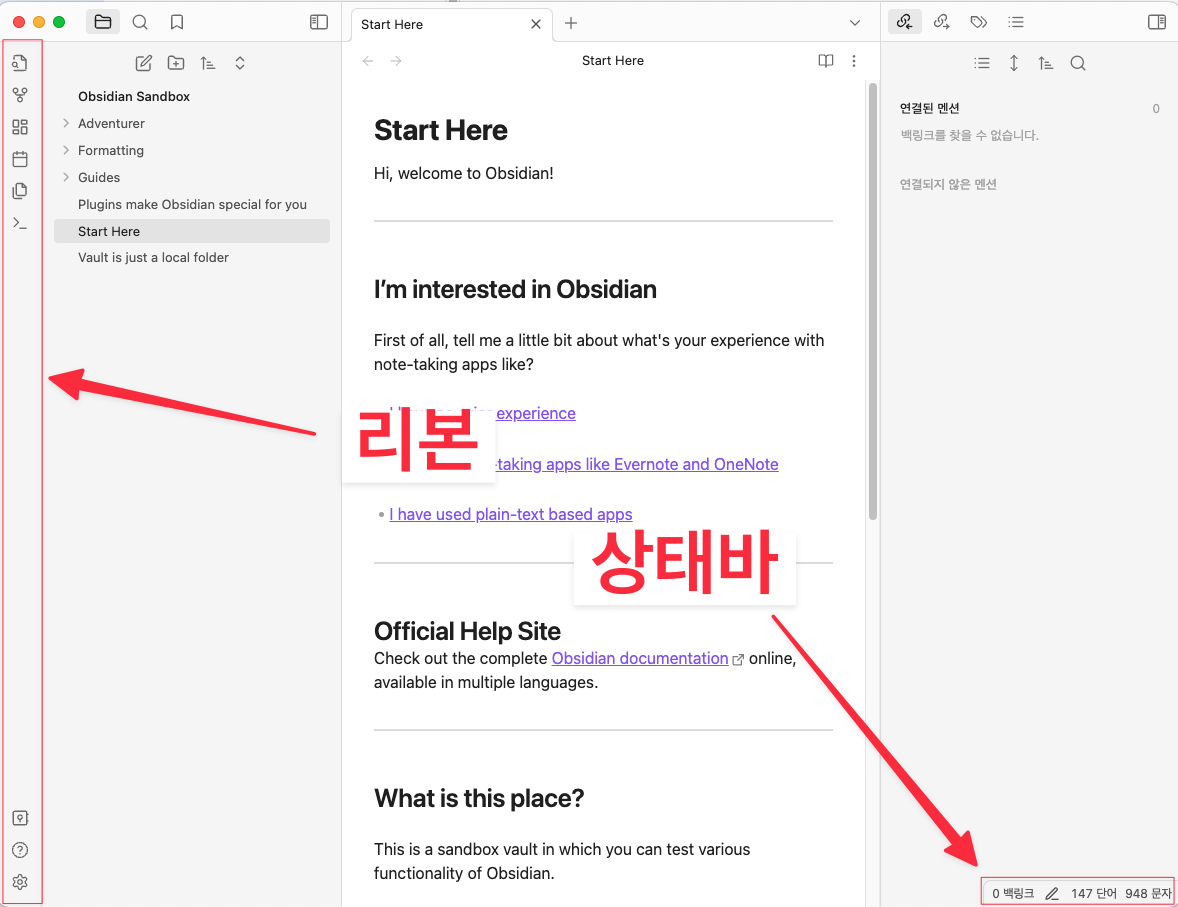 Start Here
Start Here
Obsidian Sandbox
Adventurer
Formatting
Guides
Plugins make Obsidian special for you
Start Here
Vault is just a local folder
Start Here
Hi, welcome to Obsidian!
I’m interested in Obsidian
First of all, tell me a little bit about what's your experience with
note-taking apps like?
experience
리본
-taking apps like Evernote and OneNote
I have used plain-text based apps
상태바
Official Help Site
Check out the complete Obsidian documentation online,
available in multiple languages.
What is this place?
This is a sandbox vault in which you can test various
functionality of Obsidian.
연결된 멘션 0
백링크를 찾을 수 없습니다.
연결되지 않은 멘션
0 백링크 147 단어 948 문자